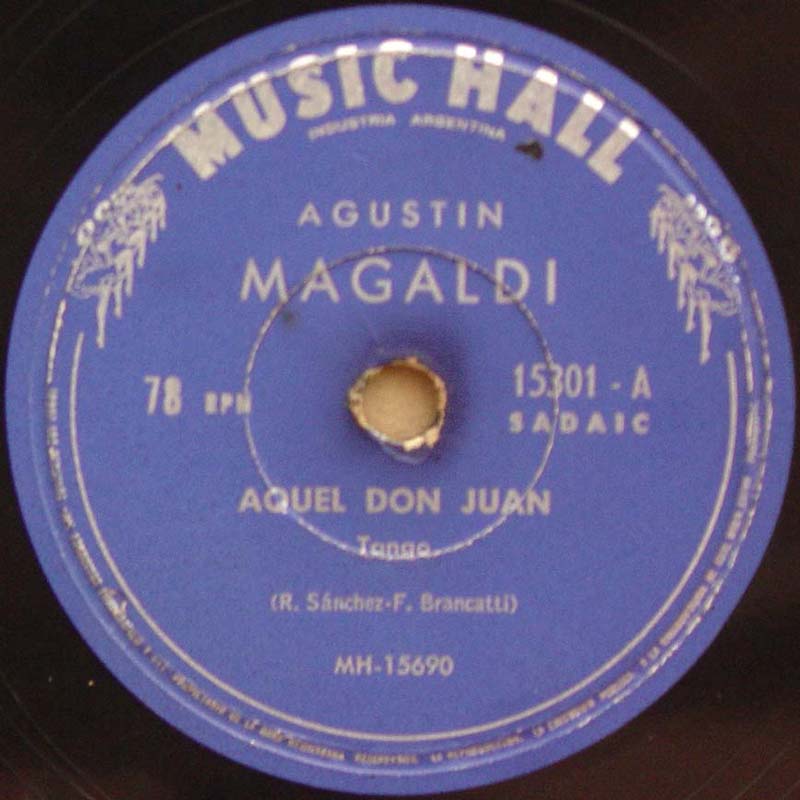 MUSIC HALL
INDUSTRIA ARGENTINA
AGUSTIN
MAGALDI
78 RPM
15301 - A
SADAIC
AQUEL DON JUAN
Tango
(R. Sánchez-F. Brancatti)
MH-15690